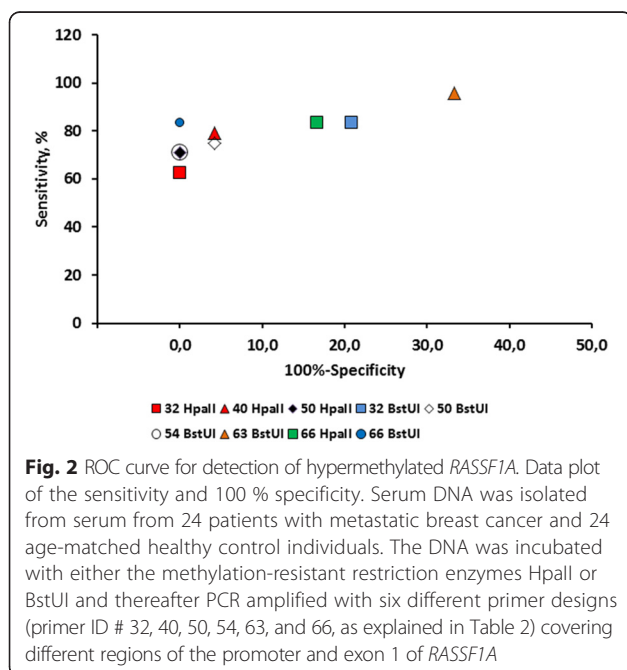 120
100
80
60
40
20
0
Sensitivity, %
0,0 10,0 20,0 30,0 40,0 50,0
100%-Specificity
32 HpaII 40 HpaII 50 HpaII 32 BstUI 50 BstUI
54 BstUI 63 BstUI 66 HpaII 66 BstUI
Fig. 2 ROC curve for detection of hypermethylated RASSF1A. Data plot
of the sensitivity and 100 % specificity. Serum DNA was isolated
from serum from 24 patients with metastatic breast cancer and 24
age-matched healthy control individuals. The DNA was incubated
with either the methylation-resistant restriction enzymes HpaII or
BstUI and thereafter PCR amplified with six different primer designs
(primer ID # 32, 40, 50, 54, 63, and 66, as explained in Table 2) covering
different regions of the promoter and exon 1 of RASSF1A